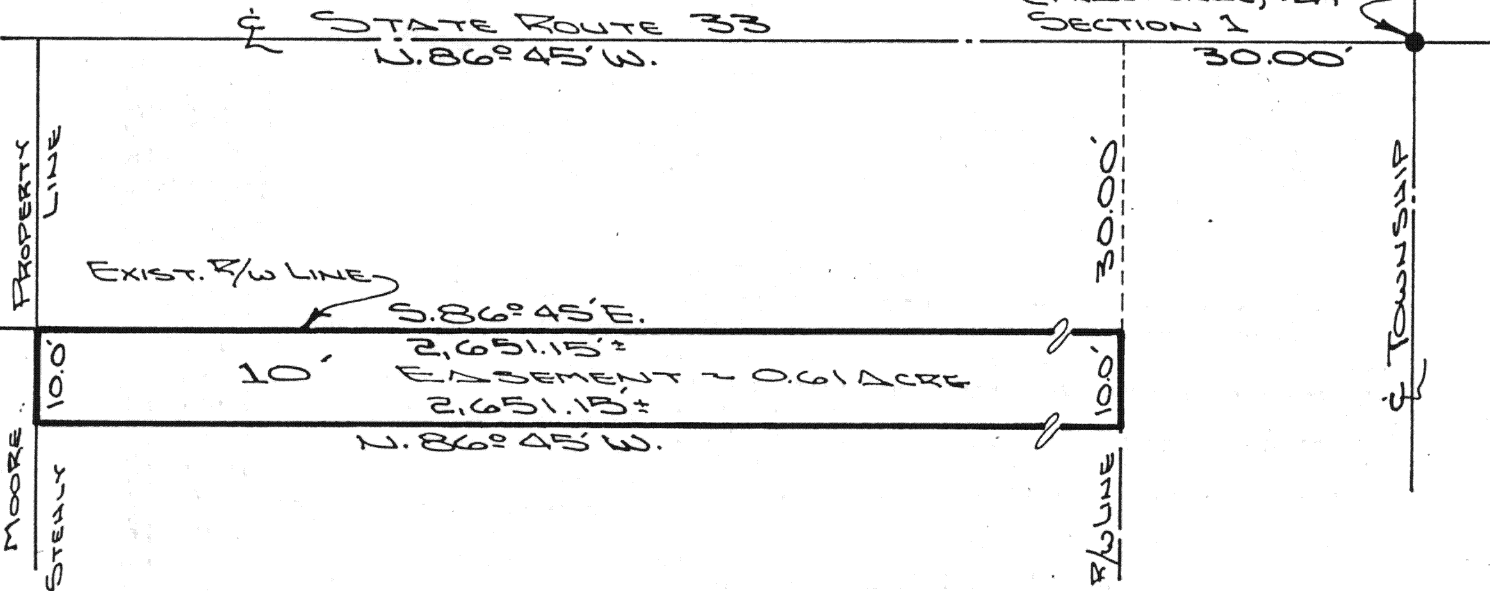 ℄ STATE ROUTE 33
N. 86° 45' W.
SECTION 1
30.00'
PROPERTY
LINE
30.00'
℄ TOWNSHIP
EXIST. R/W LINE
S. 86° 45' E.
2,651.15'±
10.0'
10' EASEMENT ~ 0.61 ACRE
10.0'
2,651.15'±
N. 86° 45' W.
MOORE
STEHLY
R/W LINE